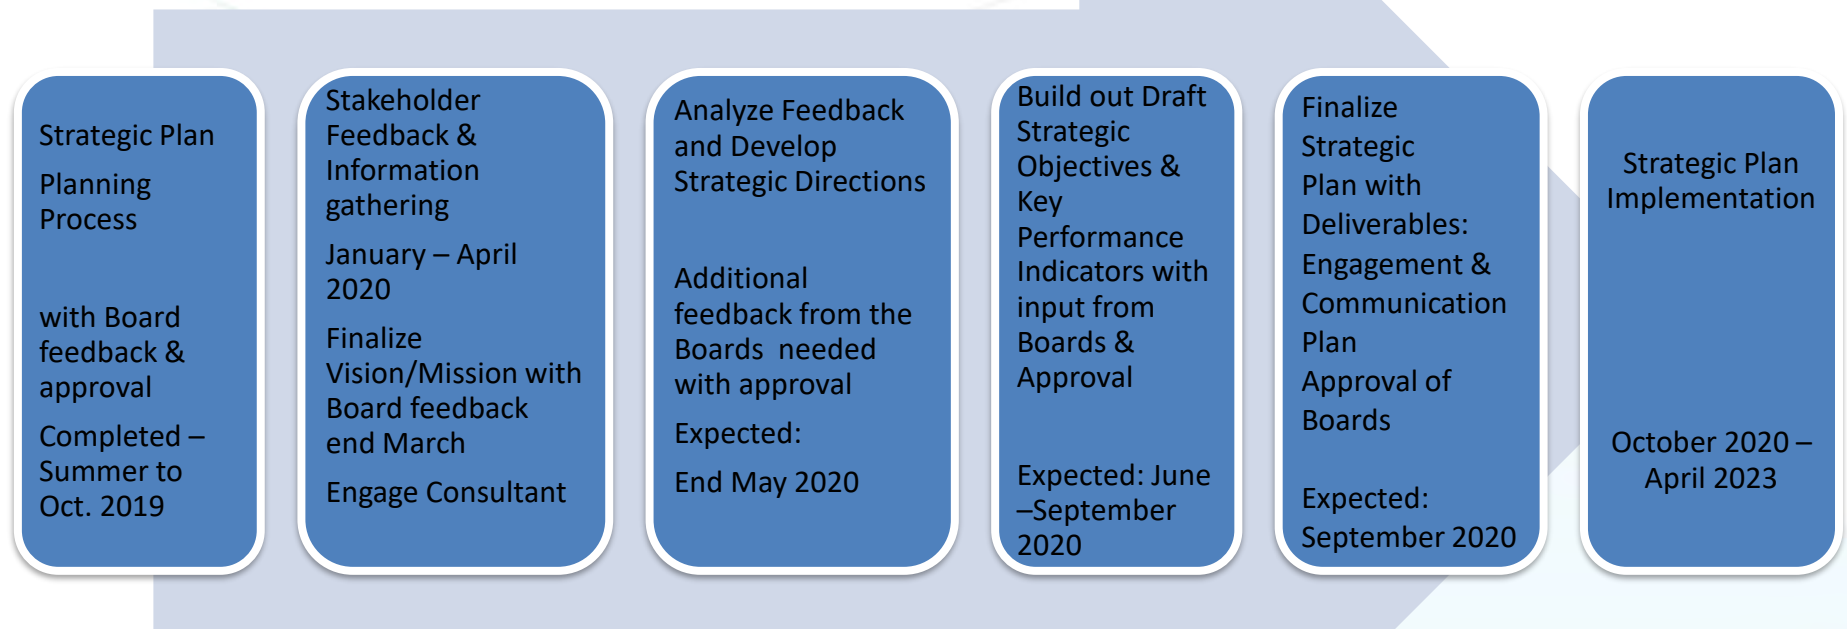 Strategic Plan
Planning
Process
with Board
feedback &
approval
Completed –
Summer to
Oct. 2019
Stakeholder
Feedback &
Information
gathering
January – April
2020
Finalize
Vision/Mission with
Board feedback
end March
Engage Consultant
Analyze Feedback
and Develop
Strategic Directions
Additional
feedback from the
Boards  needed
with approval
Expected:
End May 2020
Build out Draft
Strategic
Objectives &
Key
Performance
Indicators with
input from
Boards &
Approval
Expected: June
–September
2020
Finalize
Strategic
Plan with
Deliverables:
Engagement &
Communication
Plan
Approval of
Boards
Expected:
September 2020
Strategic Plan
Implementation
October 2020 –
April 2023